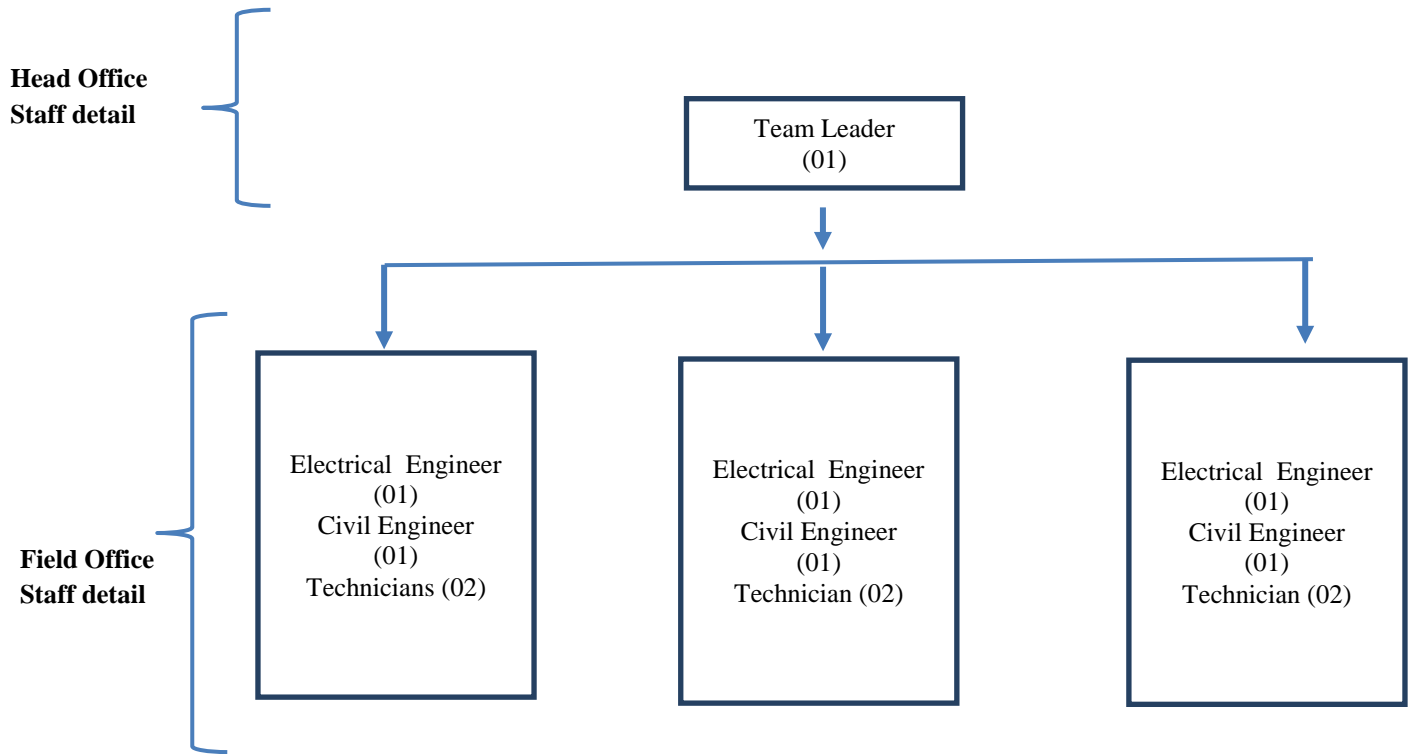 Head Office
Staff detail
Team Leader
(01)
Field Office
Staff detail
Electrical Engineer
(01)
Civil Engineer
(01)
Technicians (02)
Electrical Engineer
(01)
Civil Engineer
(01)
Technician (02)
Electrical Engineer
(01)
Civil Engineer
(01)
Technician (02)